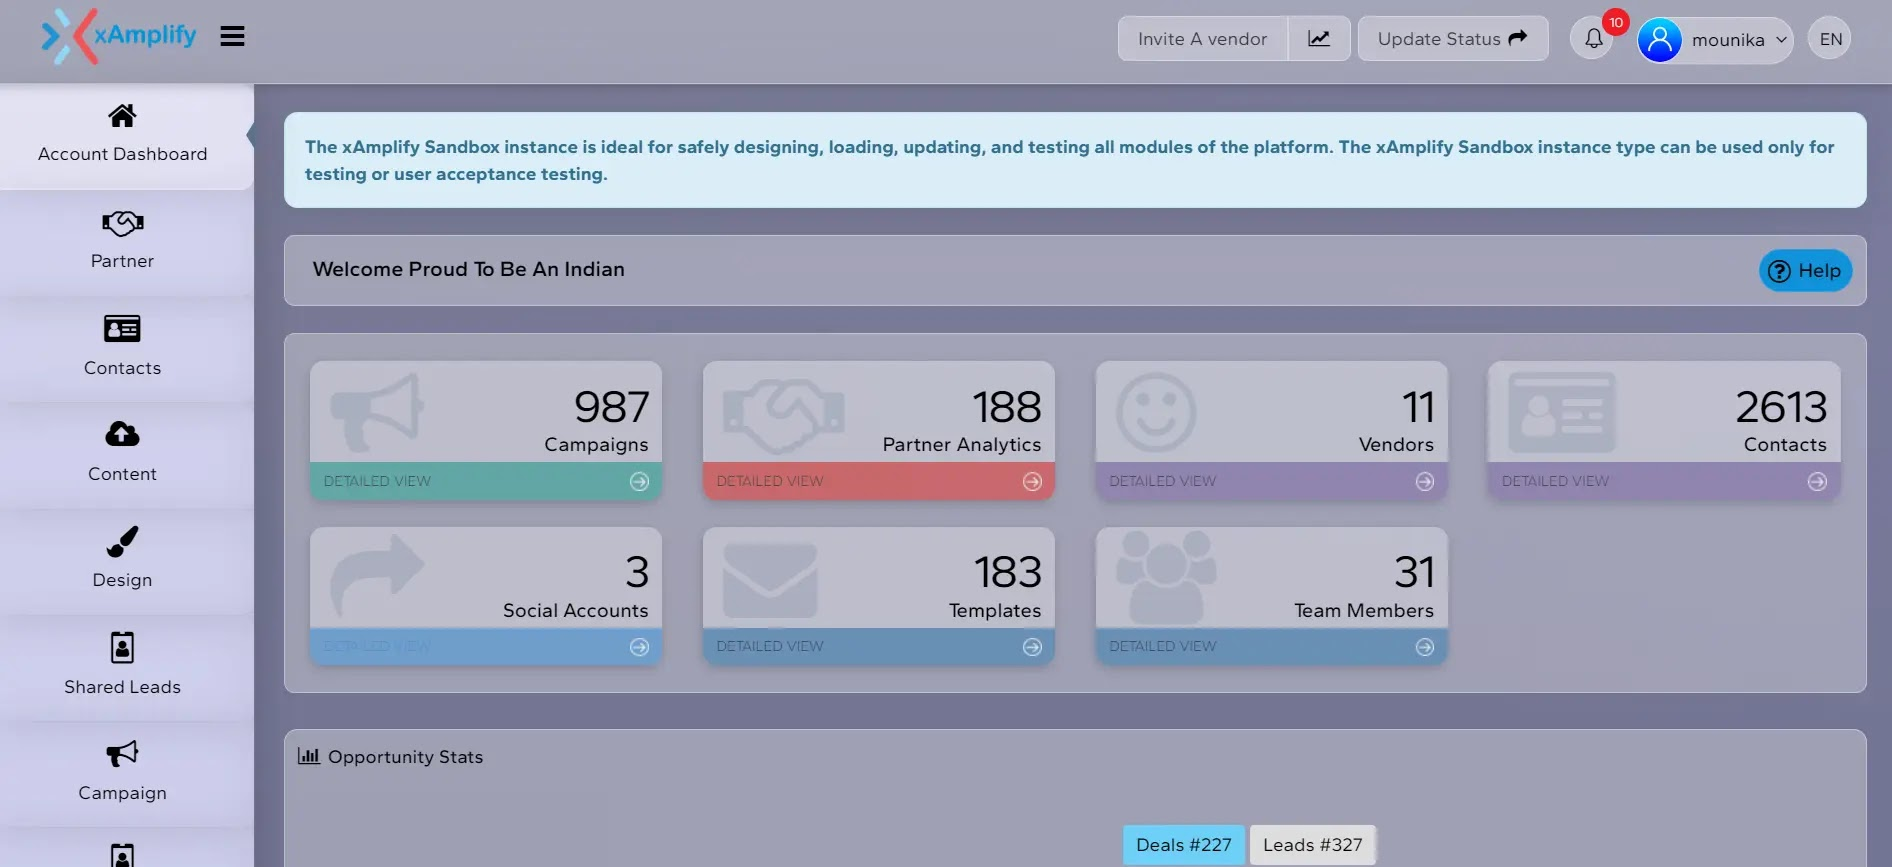 xAmplify
Invite A vendor
Update Status
10
mounika
EN
Account Dashboard
Partner
Contacts
Content
Design
Shared Leads
Campaign
The xAmplify Sandbox instance is ideal for safely designing, loading, updating, and testing all modules of the platform. The xAmplify Sandbox instance type can be used only for
testing or user acceptance testing.
Welcome Proud To Be An Indian
Help
987
Campaigns
DETAILED VIEW
188
Partner Analytics
DETAILED VIEW
11
Vendors
DETAILED VIEW
2613
Contacts
DETAILED VIEW
3
Social Accounts
DETAILED VIEW
183
Templates
DETAILED VIEW
31
Team Members
DETAILED VIEW
Opportunity Stats
Deals #227
Leads #327